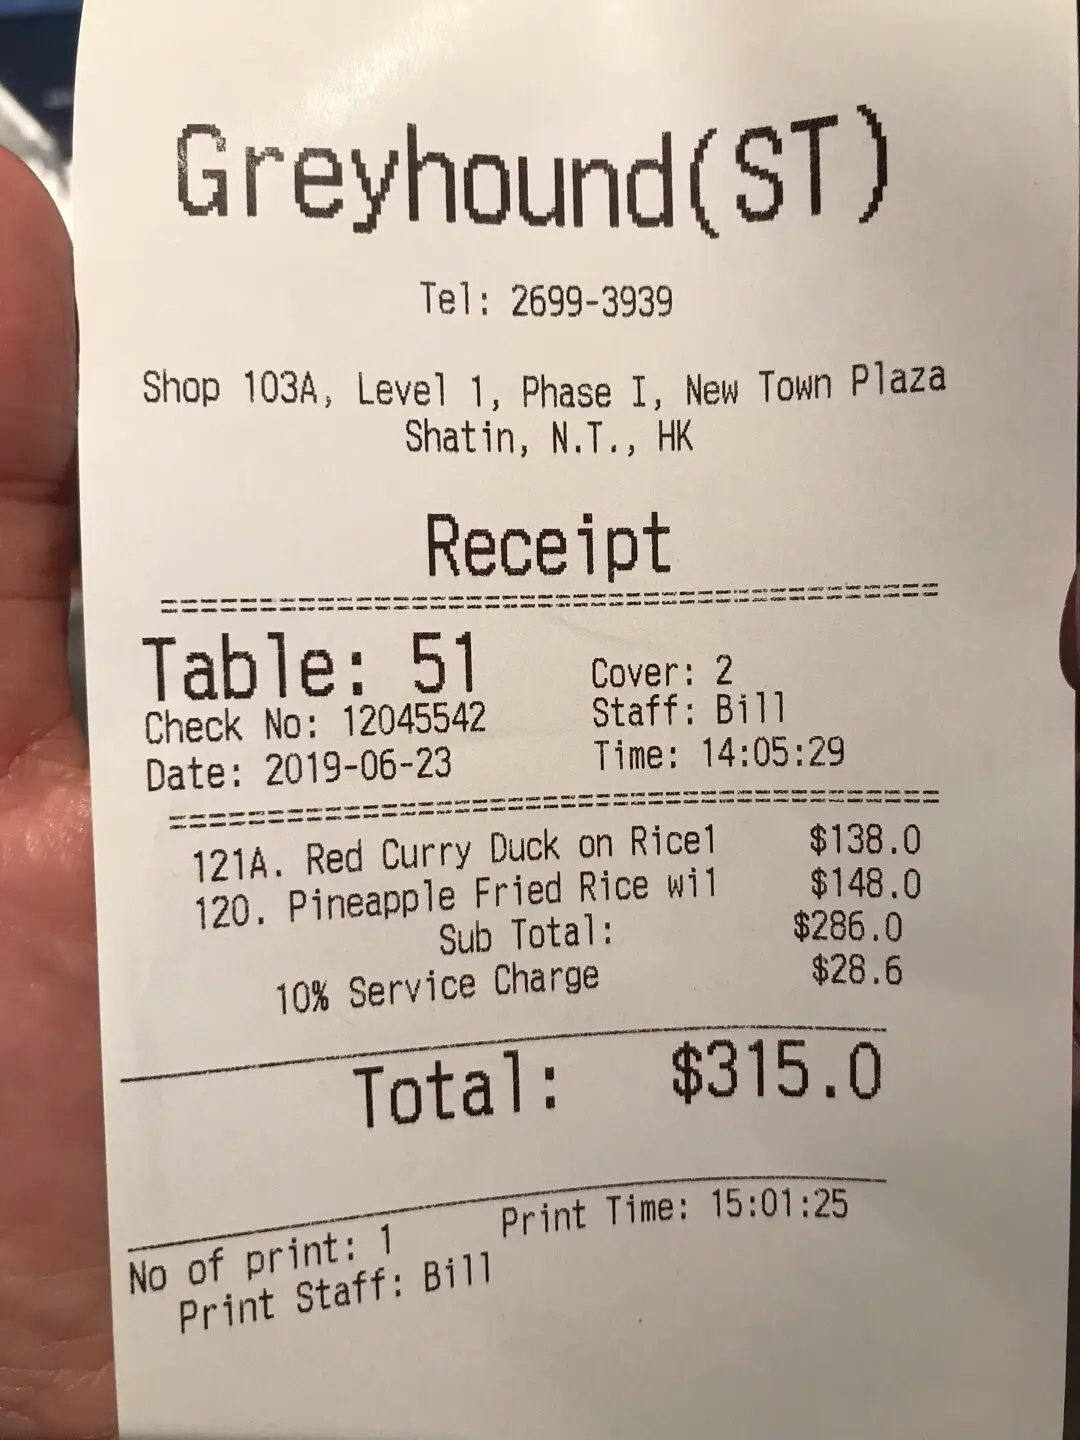 Greyhound(ST)
Tel: 2699-3939
Shop 103A, Level 1, Phase I, New Town Plaza
Shatin, N.T., HK
Receipt
Table: 51 Cover: 2
Check No: 12045542 Staff: Bill
Date: 2019-06-23 Time: 14:05:29
121A. Red Curry Duck on Rice1 $138.0
120. Pineapple Fried Rice wi1 $148.0
Sub Total: $286.0
10% Service Charge $28.6
Total: $315.0
No of print: 1 Print Time: 15:01:25
Print Staff: Bill